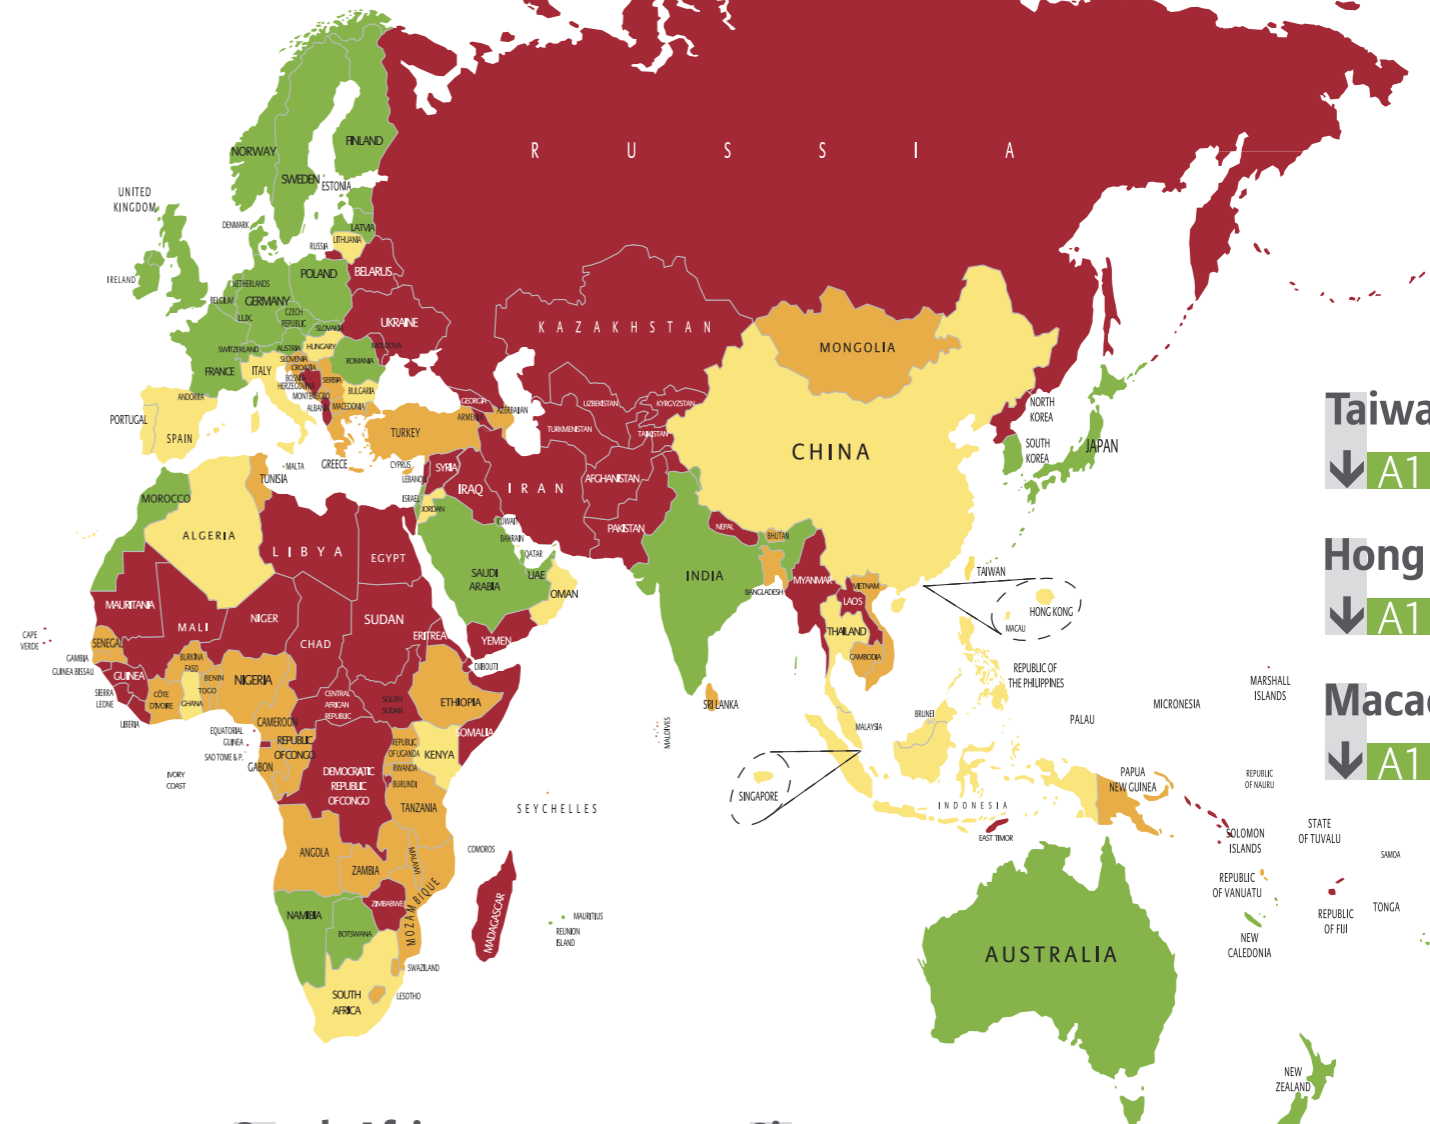 R U S S I A
NORWAY
FINLAND
SWEDEN
ESTONIA
UNITED
KINGDOM
DENMARK
LATVIA
LITHUANIA
RUSSIA
IRELAND
POLAND
BELARUS
NETHERLANDS
BELGIUM
GERMANY
LUX.
CZECH
REPUBLIC
SLOVAKIA
UKRAINE
KAZAKHSTAN
MONGOLIA
SWITZERLAND
AUSTRIA
HUNGARY
MOLDOVA
FRANCE
ITALY
SLOVENIA
CROATIA
ROMANIA
BOSNIA
HERZEGOVINA
SERBIA
MONTENEGRO
BULGARIA
ANDORRA
ALBANIA
MACEDONIA
PORTUGAL
SPAIN
GREECE
TURKEY
GEORGIA
ARMENIA
AZERBAIJAN
UZBEKISTAN
KYRGYZSTAN
TURKMENISTAN
TAJIKISTAN
CHINA
NORTH
KOREA
SOUTH
KOREA
JAPAN
Taiwa
A1
MALTA
TUNISIA
CYPRUS
LEBANON
SYRIA
IRAQ
IRAN
AFGHANISTAN
MOROCCO
ISRAEL
JORDAN
KUWAIT
BAHRAIN
QATAR
PAKISTAN
NEPAL
BHUTAN
ALGERIA
LIBYA
EGYPT
SAUDI
ARABIA
UAE
OMAN
INDIA
BANGLADESH
MYANMAR
VIETNAM
LAOS
TAIWAN
HONG KONG
MACAU
Hong
A1
MAURITANIA
MALI
NIGER
CHAD
SUDAN
ERITREA
YEMEN
THAILAND
CAMBODIA
CAPE
VERDE
SENEGAL
GAMBIA
GUINEA BISSAU
GUINEA
BURKINA
FASO
BENIN
TOGO
NIGERIA
DJIBOUTI
SIERRA
LEONE
LIBERIA
CÔTE
D'IVOIRE
GHANA
CAMEROON
CENTRAL
AFRICAN
REPUBLIC
SOUTH
SUDAN
ETHIOPIA
SOMALIA
SRI LANKA
MALDIVES
MALAYSIA
BRUNEI
REPUBLIC OF
THE PHILIPPINES
PALAU
MICRONESIA
MARSHALL
ISLANDS
Macao
A1
EQUATORIAL
GUINEA
SAO TOME & P.
GABON
REPUBLIC
OF CONGO
REPUBLIC
OF UGANDA
KENYA
RWANDA
BURUNDI
IVORY
COAST
DEMOCRATIC
REPUBLIC
OF CONGO
TANZANIA
SEYCHELLES
SINGAPORE
INDONESIA
EAST TIMOR
PAPUA
NEW GUINEA
REPUBLIC
OF NAURU
SOLOMON
ISLANDS
STATE
OF TUVALU
SAMOA
ANGOLA
ZAMBIA
MALAWI
MOZAMBIQUE
COMOROS
ZIMBABWE
MADAGASCAR
NAMIBIA
BOTSWANA
MAURITIUS
REUNION
ISLAND
REPUBLIC
OF VANUATU
REPUBLIC
OF FIJI
TONGA
NEW
CALEDONIA
AUSTRALIA
SWAZILAND
LESOTHO
SOUTH
AFRICA
NEW
ZEALAND